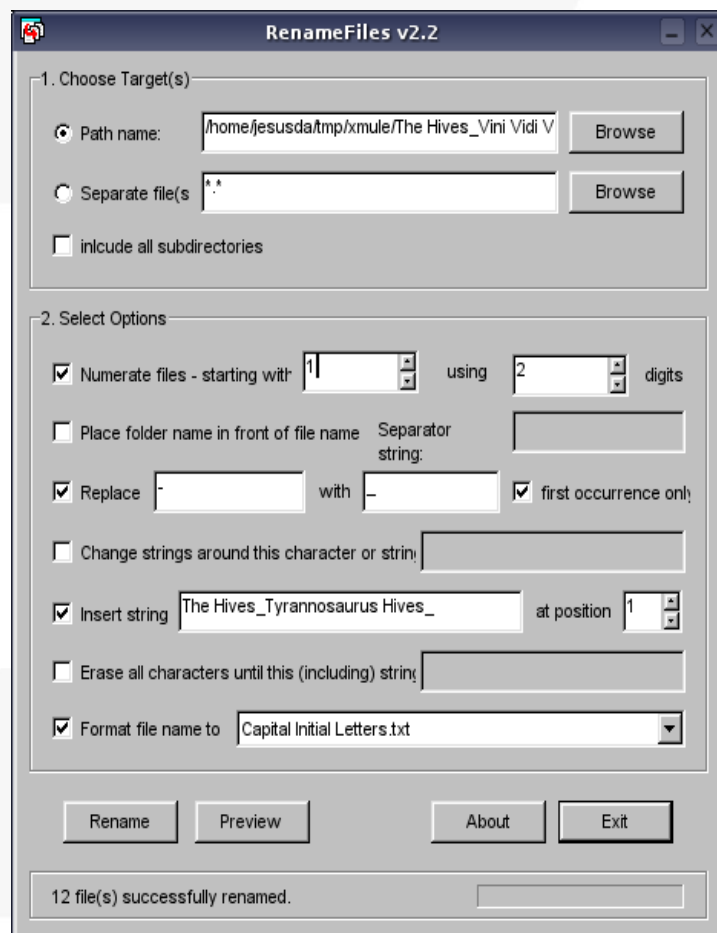 RenameFiles v2.2
1. Choose Target(s)
Path name: /home/jesusda/tmp/xmule/The Hives_Vini Vidi V Browse
Separate file(s *.* Browse
inlcude all subdirectories
2. Select Options
Numerate files - starting with 1 using 2 digits
Place folder name in front of file name Separator string:
Replace - with _ first occurrence only
Change strings around this character or string
Insert string The Hives_Tyrannosaurus Hives_ at position 1
Erase all characters until this (including) string
Format file name to Capital Initial Letters.txt
Rename Preview About Exit
12 file(s) successfully renamed.